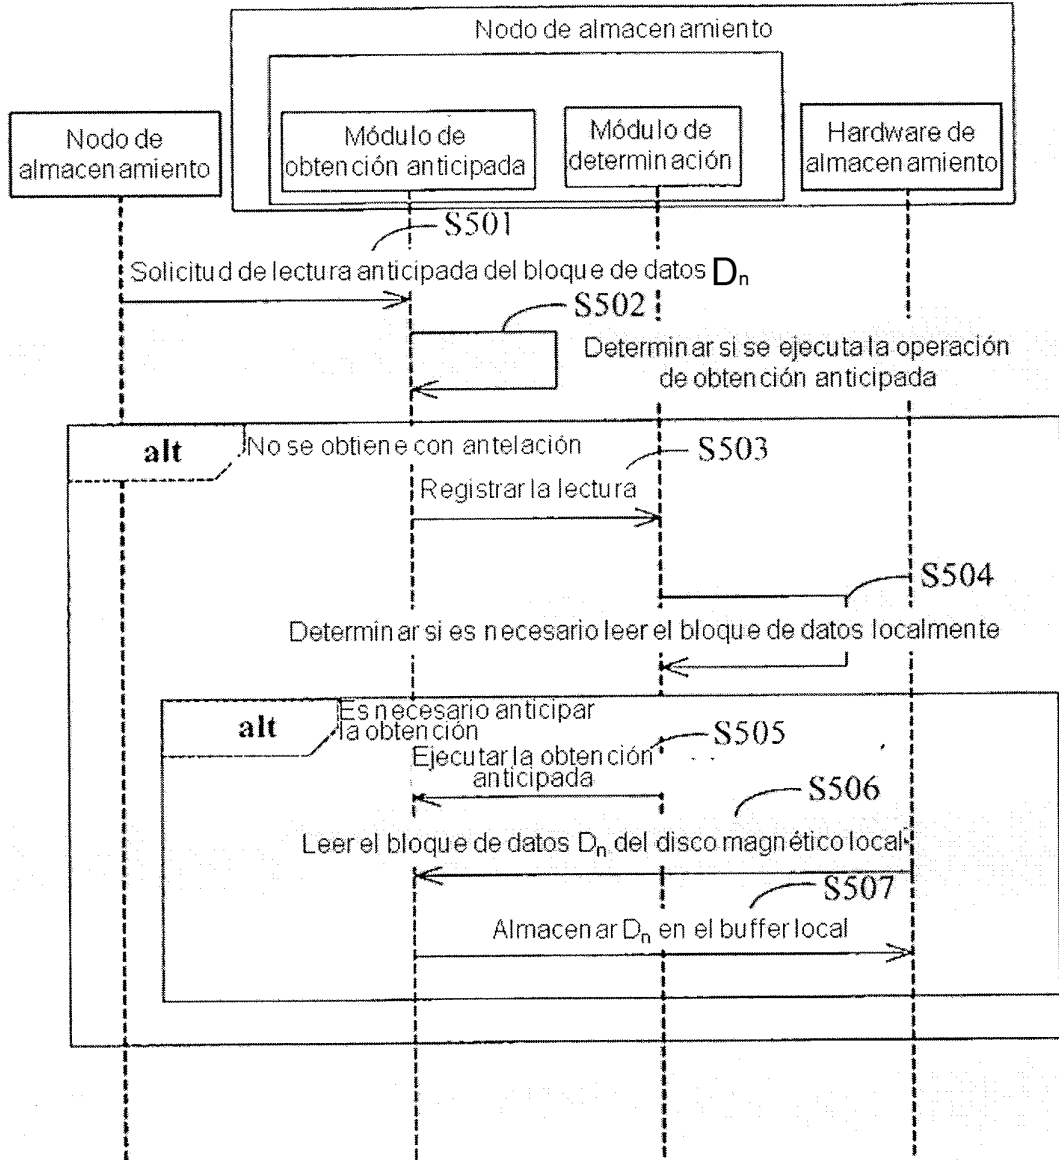 Nodo de almacenamiento
Nodo de
almacenamiento
Módulo de
obtención anticipada
Módulo de
determinación
Hardware de
almacenamiento
S501
Solicitud de lectura anticipada del bloque de datos Dn
S502
Determinar si se ejecuta la operación
de obtención anticipada
alt
No se obtiene con antelación
S503
Registrar la lectura
S504
Determinar si es necesario leer el bloque de datos localmente
alt
Es necesario anticipar
la obtención
S505
Ejecutar la obtención
anticipada
S506
Leer el bloque de datos Dn del disco magnético local
S507
Almacenar Dn en el buffer local